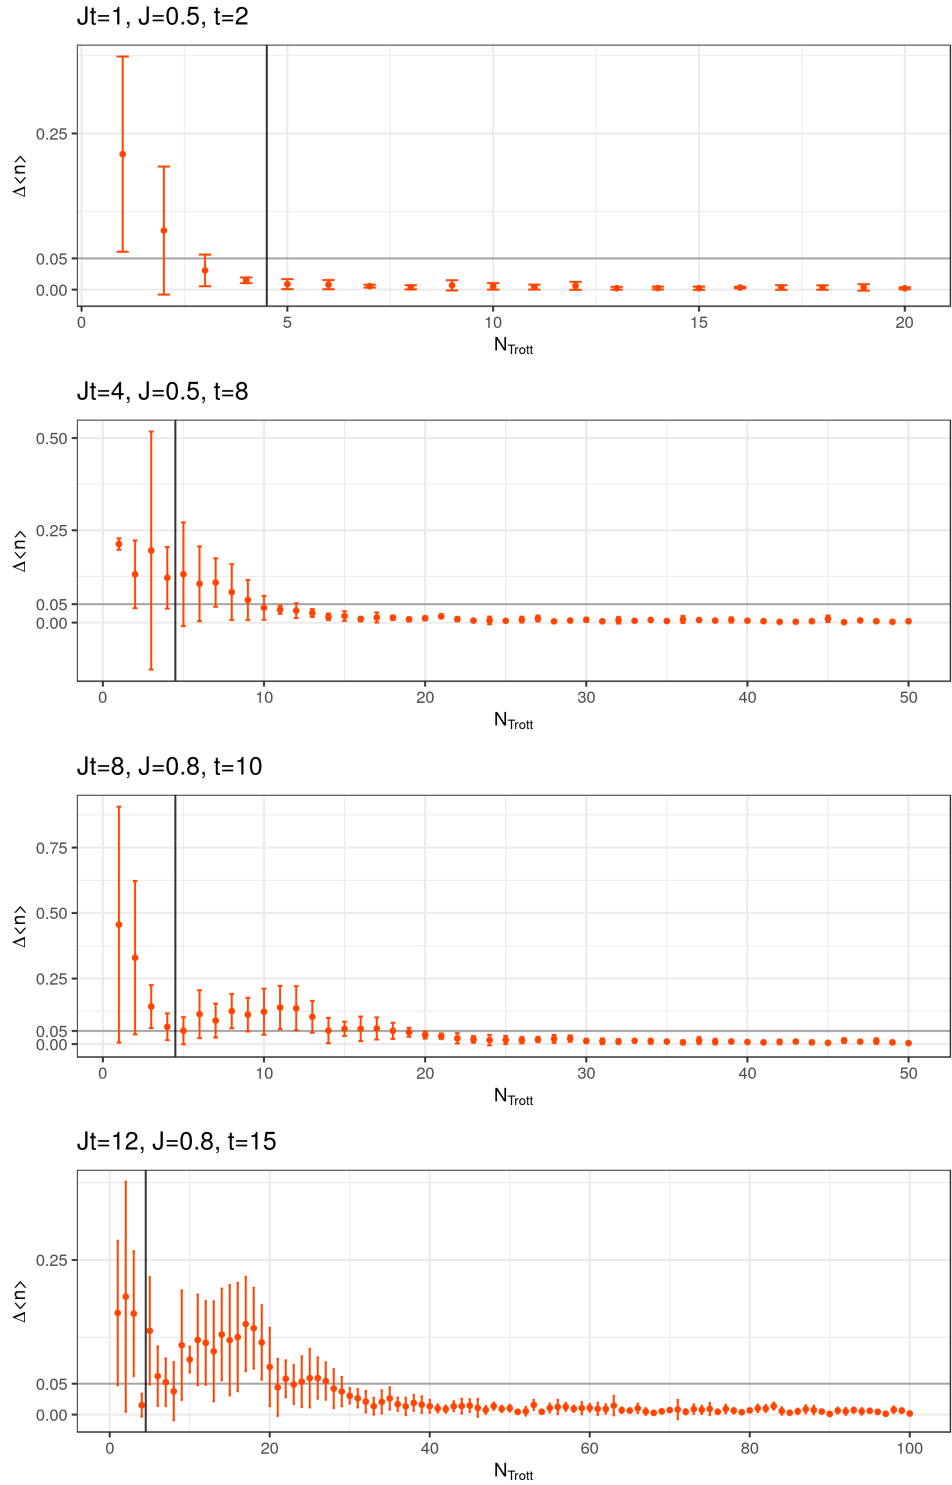 Jt=1, J=0.5, t=2
Δ<n>
0.25
0.05
0.00
0 5 10 15 20
N_Trott
Jt=4, J=0.5, t=8
Δ<n>
0.50
0.25
0.05
0.00
0 10 20 30 40 50
N_Trott
Jt=8, J=0.8, t=10
Δ<n>
0.75
0.50
0.25
0.05
0.00
0 10 20 30 40 50
N_Trott
Jt=12, J=0.8, t=15
Δ<n>
0.25
0.05
0.00
0 20 40 60 80 100
N_Trott